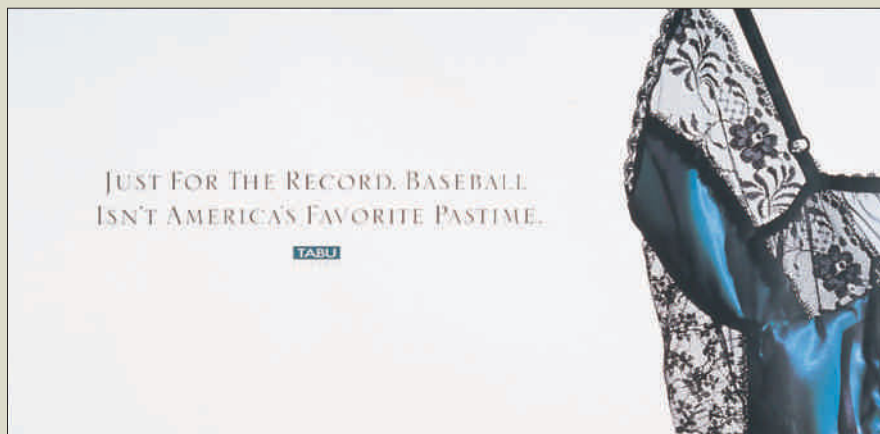 JUST FOR THE RECORD, BASEBALL
ISN'T AMERICA'S FAVORITE PASTIME.
TABU